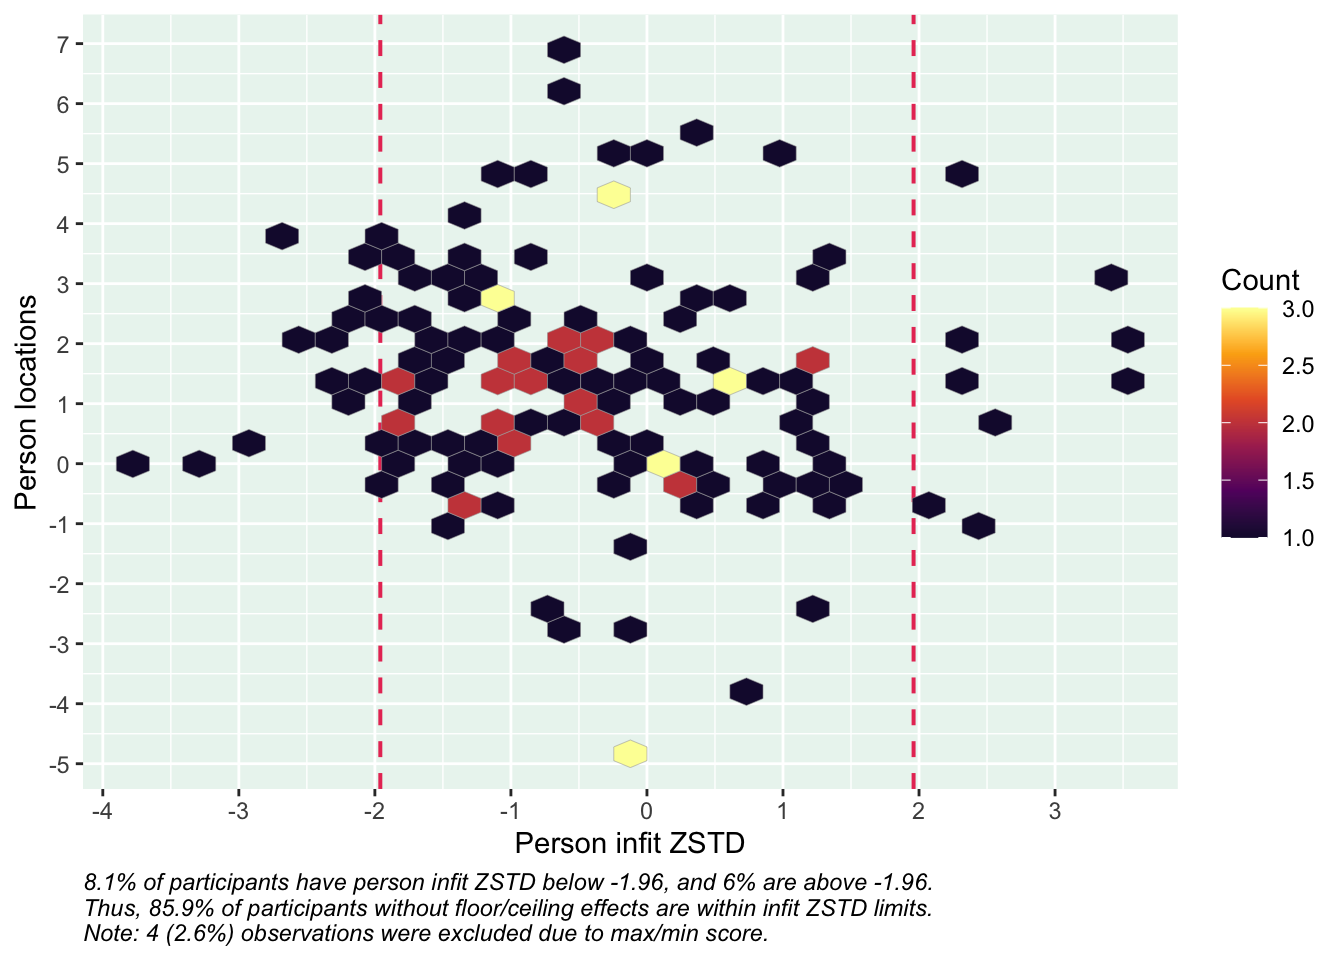 7
6
5
4
3
2
1
0
-1
-2
-3
-4
-5
Person locations
-4 -3 -2 -1 0 1 2 3
Person infit ZSTD
Count
3.0
2.5
2.0
1.5
1.0
8.1% of participants have person infit ZSTD below -1.96, and 6% are above -1.96.
Thus, 85.9% of participants without floor/ceiling effects are within infit ZSTD limits.
Note: 4 (2.6%) observations were excluded due to max/min score.